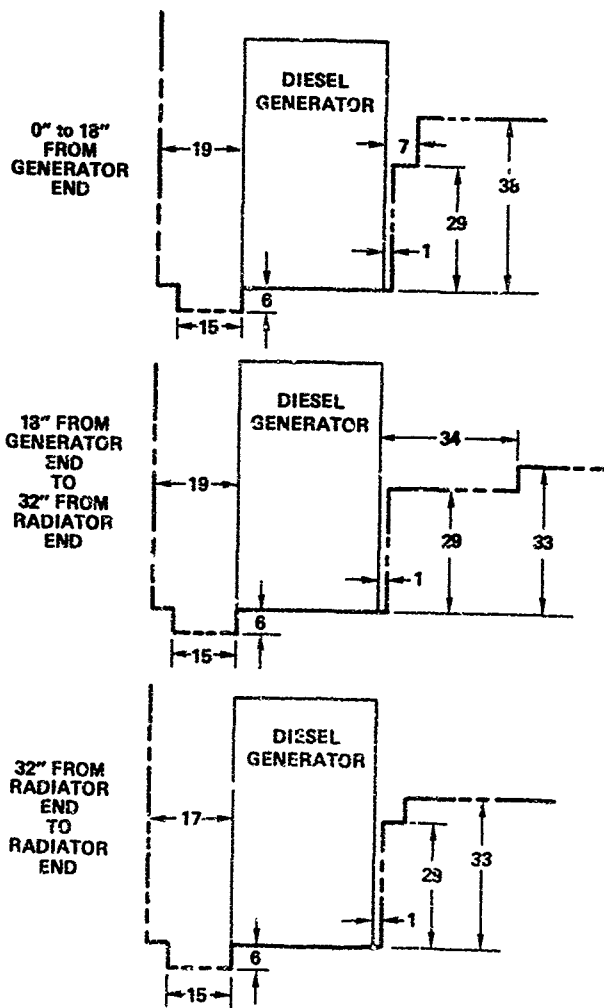 0" to 18"
FROM
GENERATOR
END
DIESEL
GENERATOR
19
7
38
29
1
6
15
18" FROM
GENERATOR
END
TO
32" FROM
RADIATOR
END
DIESEL
GENERATOR
34
19
29
33
1
6
15
32" FROM
RADIATOR
END
TO
RADIATOR
END
DIESEL
GENERATOR
17
33
29
1
6
15